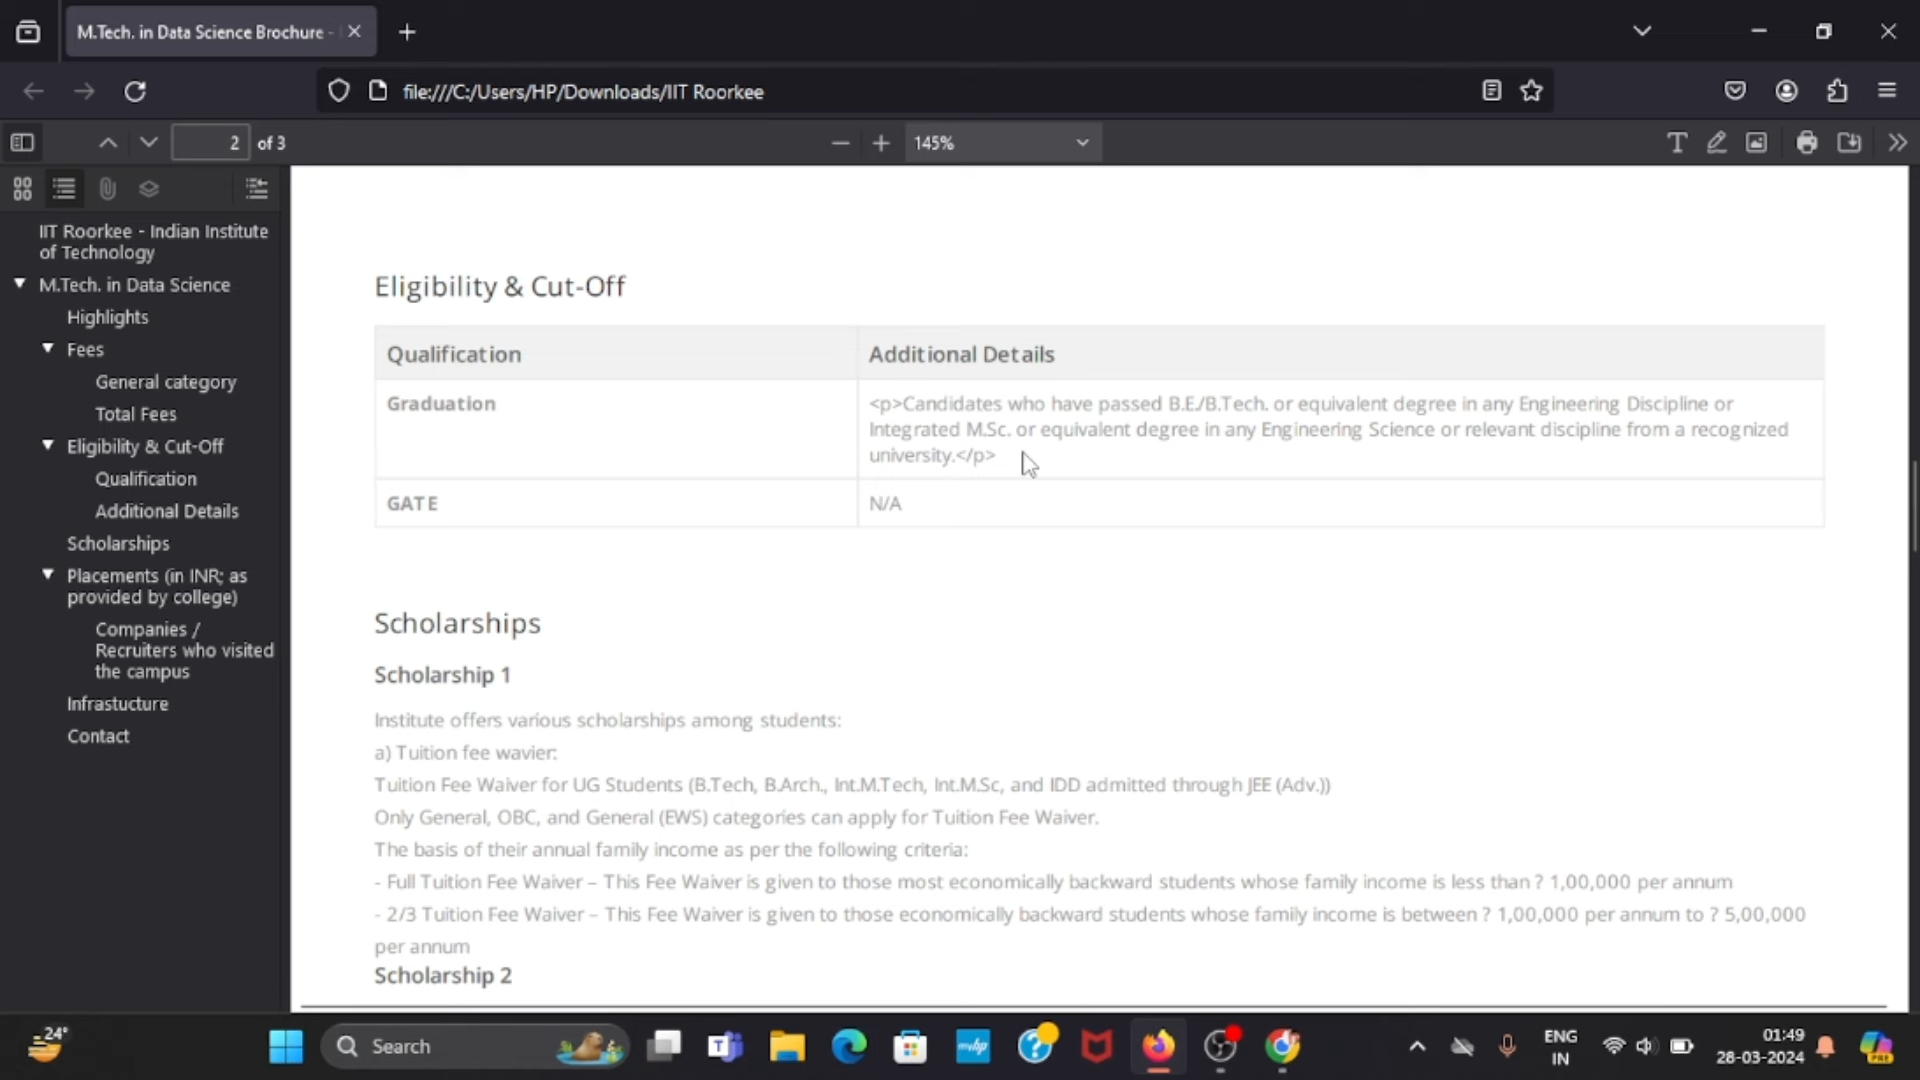 M.Tech. in Data Science Brochure -
file:///C:/Users/HP/Downloads/IIT Roorkee
2 of 3
145%
IIT Roorkee - Indian Institute
of Technology
M.Tech. in Data Science
Highlights
Fees
General category
Total Fees
Eligibility & Cut-Off
Qualification
Additional Details
Scholarships
Placements (in INR; as
provided by college)
Companies /
Recruiters who visited
the campus
Infrastucture
Contact
Eligibility & Cut-Off
Qualification Additional Details
Graduation <p>Candidates who have passed B.E./B.Tech. or equivalent degree in any Engineering Discipline or
Integrated M.Sc. or equivalent degree in any Engineering Science or relevant discipline from a recognized
university.</p>
GATE N/A
Scholarships
Scholarship 1
Institute offers various scholarships among students:
a) Tuition fee wavier:
Tuition Fee Waiver for UG Students (B.Tech, B.Arch., Int.M.Tech, Int.M.Sc, and IDD admitted through JEE (Adv.))
Only General, OBC, and General (EWS) categories can apply for Tuition Fee Waiver.
The basis of their annual family income as per the following criteria:
- Full Tuition Fee Waiver – This Fee Waiver is given to those most economically backward students whose family income is less than ? 1,00,000 per annum
- 2/3 Tuition Fee Waiver – This Fee Waiver is given to those economically backward students whose family income is between ? 1,00,000 per annum to ? 5,00,000
per annum
Scholarship 2
24°
Search
myhp
ENG
IN
01:49
28-03-2024
PRE